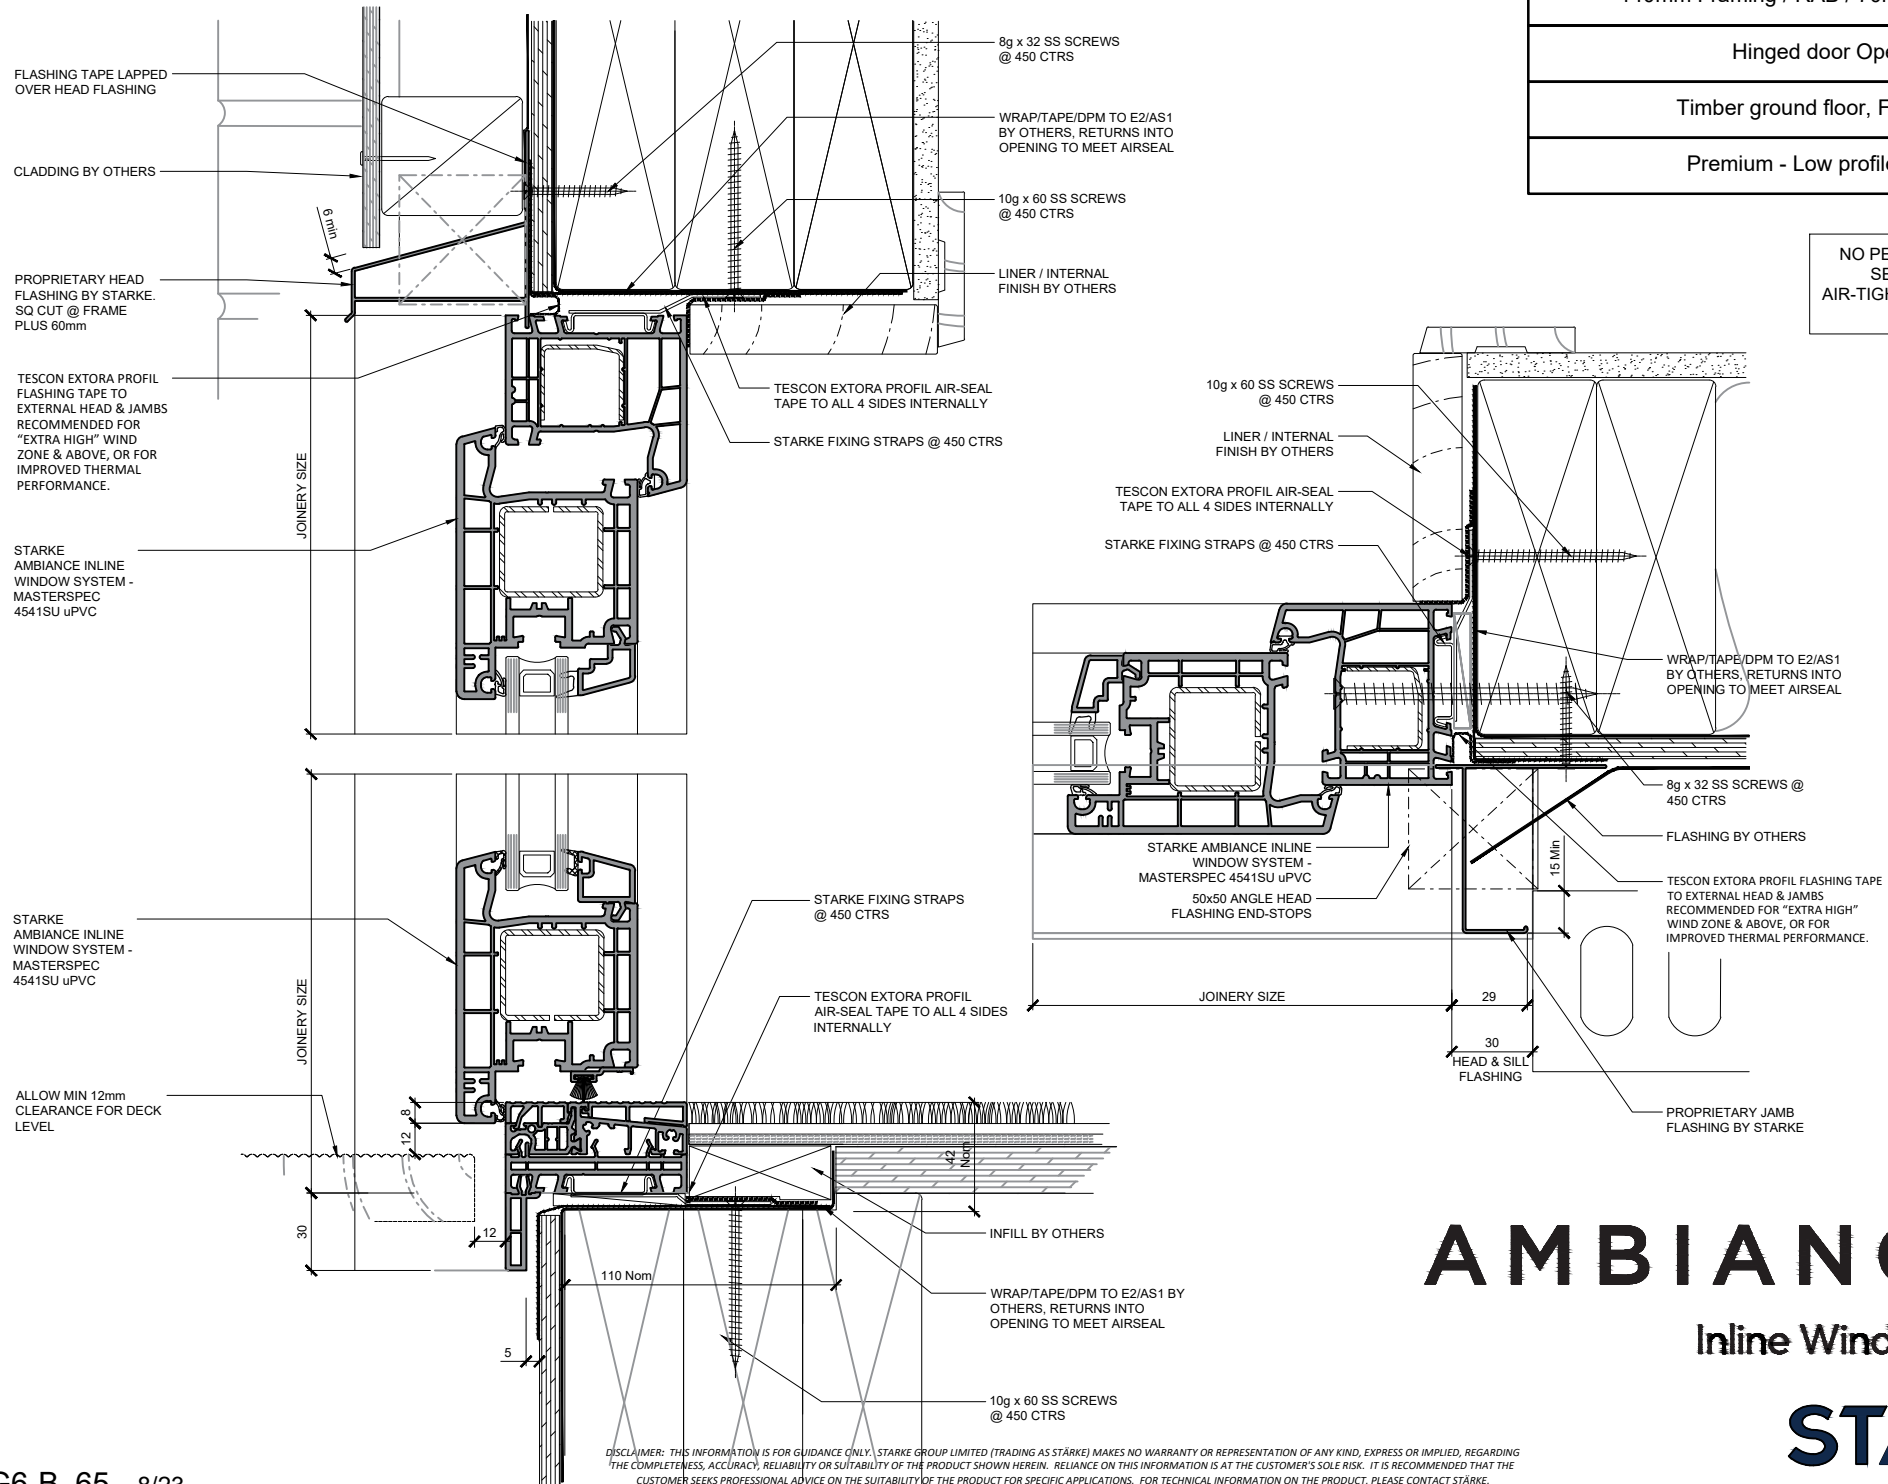 Hinged door Ope
Timber ground floor, F
Premium - Low profile
NO PE
SE
AIR-TIGH
FLASHING TAPE LAPPED
OVER HEAD FLASHING
CLADDING BY OTHERS
6 min
PROPRIETARY HEAD
FLASHING BY STARKE.
SQ CUT @ FRAME
PLUS 60mm
TESCON EXTORA PROFIL
FLASHING TAPE TO
EXTERNAL HEAD & JAMBS
RECOMMENDED FOR
“EXTRA HIGH” WIND
ZONE & ABOVE, OR FOR
IMPROVED THERMAL
PERFORMANCE.
JOINERY SIZE
STARKE
AMBIANCE INLINE
WINDOW SYSTEM -
MASTERSPEC
4541SU uPVC
8g x 32 SS SCREWS
@ 450 CTRS
WRAP/TAPE/DPM TO E2/AS1
BY OTHERS, RETURNS INTO
OPENING TO MEET AIRSEAL
10g x 60 SS SCREWS
@ 450 CTRS
LINER / INTERNAL
FINISH BY OTHERS
TESCON EXTORA PROFIL AIR-SEAL
TAPE TO ALL 4 SIDES INTERNALLY
STARKE FIXING STRAPS @ 450 CTRS
10g x 60 SS SCREWS
@ 450 CTRS
LINER / INTERNAL
FINISH BY OTHERS
TESCON EXTORA PROFIL AIR-SEAL
TAPE TO ALL 4 SIDES INTERNALLY
STARKE FIXING STRAPS @ 450 CTRS
WRAP/TAPE/DPM TO E2/AS1
BY OTHERS, RETURNS INTO
OPENING TO MEET AIRSEAL
8g x 32 SS SCREWS @
450 CTRS
FLASHING BY OTHERS
15 Min
STARKE AMBIANCE INLINE
WINDOW SYSTEM -
MASTERSPEC 4541SU uPVC
50x50 ANGLE HEAD
FLASHING END-STOPS
TESCON EXTORA PROFIL FLASHING TAPE
TO EXTERNAL HEAD & JAMBS
RECOMMENDED FOR “EXTRA HIGH”
WIND ZONE & ABOVE, OR FOR
IMPROVED THERMAL PERFORMANCE.
JOINERY SIZE
29
30
HEAD & SILL
FLASHING
PROPRIETARY JAMB
FLASHING BY STARKE
STARKE
AMBIANCE INLINE
WINDOW SYSTEM -
MASTERSPEC
4541SU uPVC
JOINERY SIZE
STARKE FIXING STRAPS
@ 450 CTRS
TESCON EXTORA PROFIL
AIR-SEAL TAPE TO ALL 4 SIDES
INTERNALLY
ALLOW MIN 12mm
CLEARANCE FOR DECK
LEVEL
8
12
42
Nom
30
12
INFILL BY OTHERS
110 Nom
WRAP/TAPE/DPM TO E2/AS1 BY
OTHERS, RETURNS INTO
OPENING TO MEET AIRSEAL
5
10g x 60 SS SCREWS
@ 450 CTRS
AMBIANC
Inline Wind
STA
DISCLAIMER: THIS INFORMATION IS FOR GUIDANCE ONLY. STARKE GROUP LIMITED (TRADING AS STÄRKE) MAKES NO WARRANTY OR REPRESENTATION OF ANY KIND, EXPRESS OR IMPLIED, REGARDING
THE COMPLETENESS, ACCURACY, RELIABILITY OR SUITABILITY OF THE PRODUCT SHOWN HEREIN. RELIANCE ON THIS INFORMATION IS AT THE CUSTOMER'S SOLE RISK. IT IS RECOMMENDED THAT THE
CUSTOMER SEEKS PROFESSIONAL ADVICE ON THE SUITABILITY OF THE PRODUCT FOR SPECIFIC APPLICATIONS. FOR TECHNICAL INFORMATION ON THE PRODUCT, PLEASE CONTACT STÄRKE.
G6-B-65 8/23